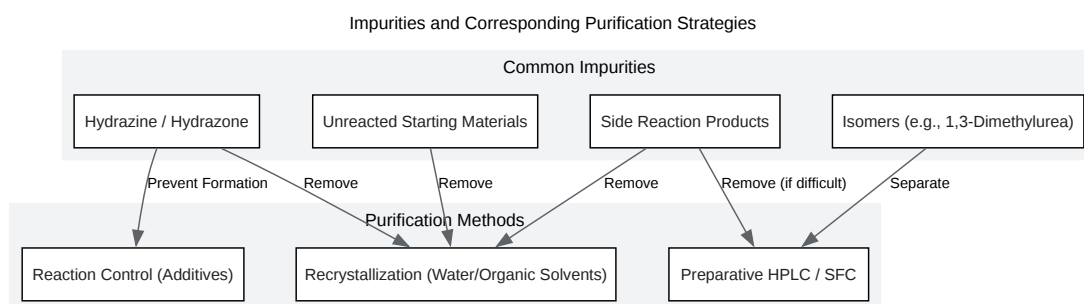 Impurities and Corresponding Purification Strategies
Common Impurities
Hydrazine / Hydrazone
Unreacted Starting Materials
Side Reaction Products
Isomers (e.g., 1,3-Dimethylurea)
Prevent Formation
Remove
Remove
Remove
Remove (if difficult)
Separate
Purification Methods
Reaction Control (Additives)
Recrystallization (Water/Organic Solvents)
Preparative HPLC / SFC